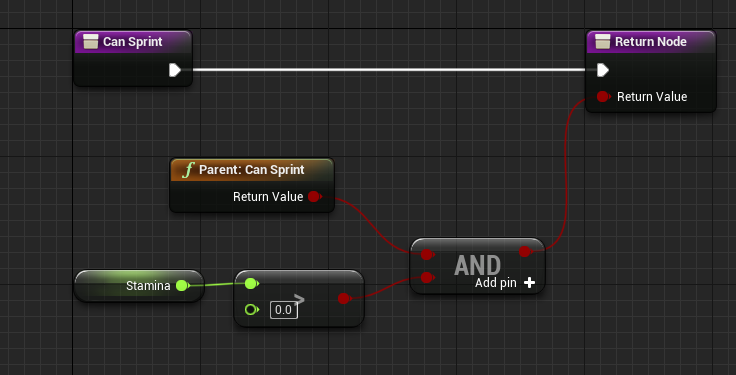 Can Sprint
Return Node
Return Value
f Parent: Can Sprint
Return Value
AND
Add pin +
Stamina
>
0.0